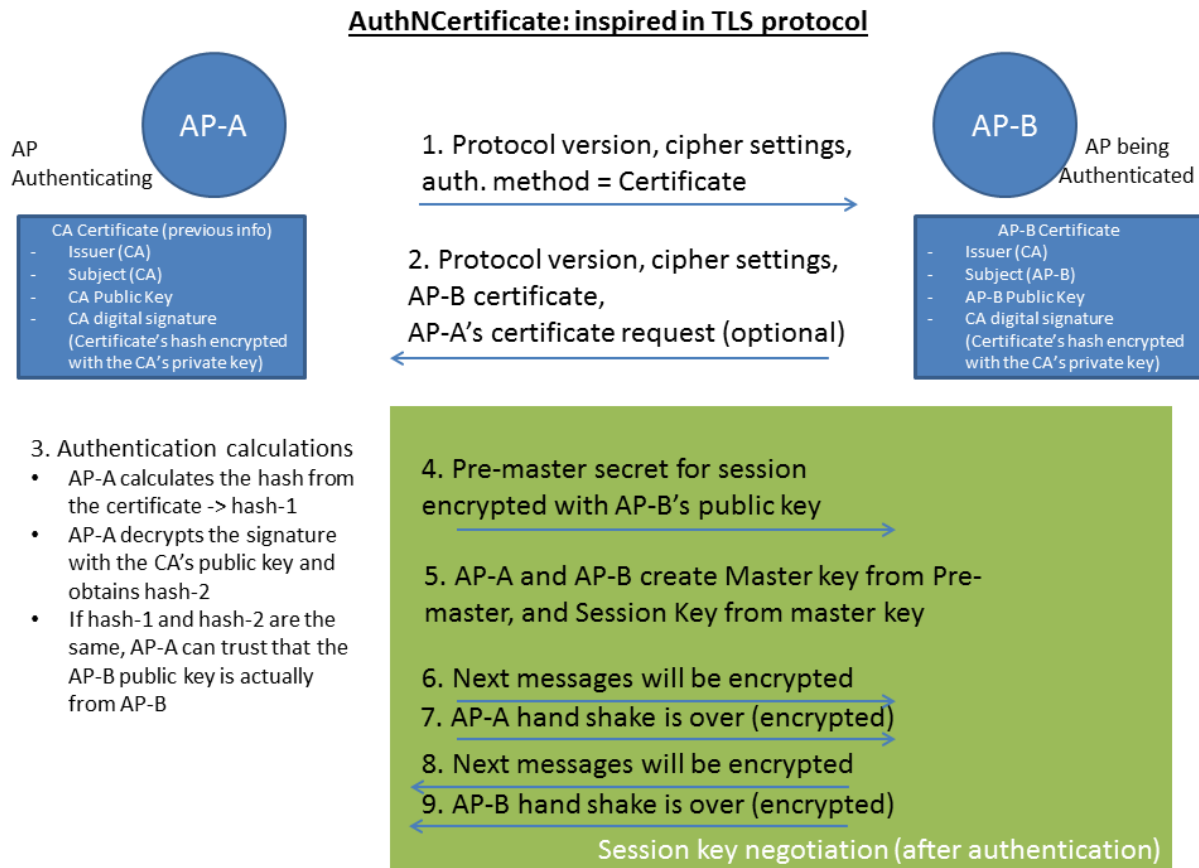 AuthNCertificate: inspired in TLS protocol
AP-A
AP-B
AP
Authenticating
1. Protocol version, cipher settings,
auth. method = Certificate
AP being
Authenticated
CA Certificate (previous info)
- Issuer (CA)
- Subject (CA)
- CA Public Key
- CA digital signature
(Certificate's hash encrypted
with the CA's private key)
2. Protocol version, cipher settings,
AP-B certificate,
AP-A's certificate request (optional)
AP-B Certificate
- Issuer (CA)
- Subject (AP-B)
- AP-B Public Key
- CA digital signature
(Certificate's hash encrypted
with the CA's private key)
3. Authentication calculations
• AP-A calculates the hash from
the certificate -> hash-1
• AP-A decrypts the signature
with the CA's public key and
obtains hash-2
• If hash-1 and hash-2 are the
same, AP-A can trust that the
AP-B public key is actually
from AP-B
4. Pre-master secret for session
encrypted with AP-B's public key
5. AP-A and AP-B create Master key from Pre-
master, and Session Key from master key
6. Next messages will be encrypted
7. AP-A hand shake is over (encrypted)
8. Next messages will be encrypted
9. AP-B hand shake is over (encrypted)
Session key negotiation (after authentication)